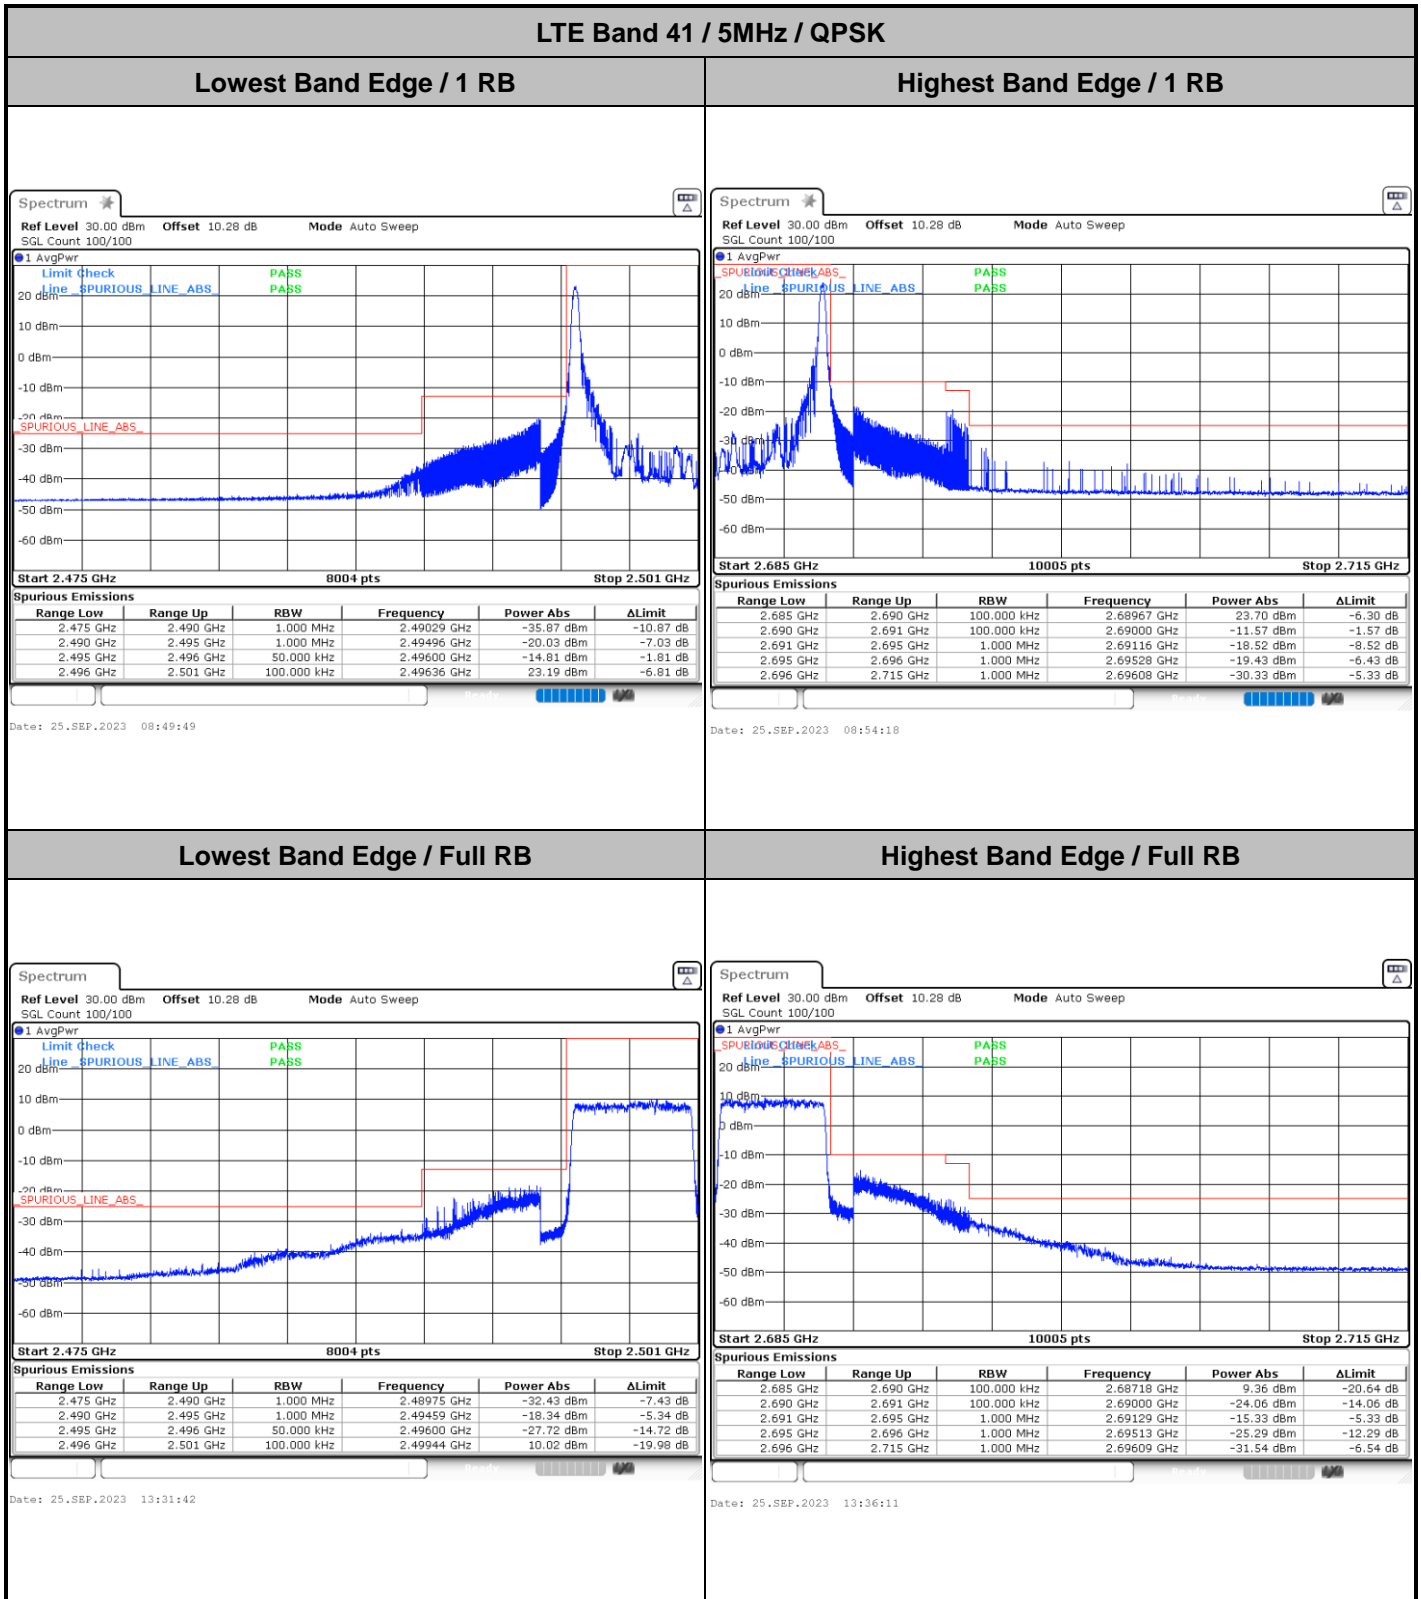 LTE Band 41 / 5MHz / QPSK
Lowest Band Edge / 1 RB
Highest Band Edge / 1 RB
Spectrum
Ref Level 30.00 dBm Offset 10.28 dB Mode Auto Sweep
SGL Count 100/100
1 AvgPwr
Limit Check PASS
Line _SPURIOUS_LINE_ABS_ PASS
20 dBm
10 dBm
0 dBm
-10 dBm
-20 dBm
_SPURIOUS_LINE_ABS_
-30 dBm
-40 dBm
-50 dBm
-60 dBm
Start 2.475 GHz 8004 pts Stop 2.501 GHz
Spurious Emissions
Range Low Range Up RBW Frequency Power Abs ΔLimit
2.475 GHz 2.490 GHz 1.000 MHz 2.49029 GHz -35.87 dBm -10.87 dB
2.490 GHz 2.495 GHz 1.000 MHz 2.49496 GHz -20.03 dBm -7.03 dB
2.495 GHz 2.496 GHz 50.000 kHz 2.49600 GHz -14.81 dBm -1.81 dB
2.496 GHz 2.501 GHz 100.000 kHz 2.49636 GHz 23.19 dBm -6.81 dB
Ready
Date: 25.SEP.2023 08:49:49
Spectrum
Ref Level 30.00 dBm Offset 10.28 dB Mode Auto Sweep
SGL Count 100/100
1 AvgPwr
_SPURIOUS_LINE_ABS_
Limit Check PASS
Line _SPURIOUS_LINE_ABS_ PASS
20 dBm
10 dBm
0 dBm
-10 dBm
-20 dBm
-30 dBm
-40 dBm
-50 dBm
-60 dBm
Start 2.685 GHz 10005 pts Stop 2.715 GHz
Spurious Emissions
Range Low Range Up RBW Frequency Power Abs ΔLimit
2.685 GHz 2.690 GHz 100.000 kHz 2.68967 GHz 23.70 dBm -6.30 dB
2.690 GHz 2.691 GHz 100.000 kHz 2.69000 GHz -11.57 dBm -1.57 dB
2.691 GHz 2.695 GHz 1.000 MHz 2.69116 GHz -18.52 dBm -8.52 dB
2.695 GHz 2.696 GHz 1.000 MHz 2.69528 GHz -19.43 dBm -6.43 dB
2.696 GHz 2.715 GHz 1.000 MHz 2.69608 GHz -30.33 dBm -5.33 dB
Ready
Date: 25.SEP.2023 08:54:18
Lowest Band Edge / Full RB
Highest Band Edge / Full RB
Spectrum
Ref Level 30.00 dBm Offset 10.28 dB Mode Auto Sweep
SGL Count 100/100
1 AvgPwr
Limit Check PASS
Line _SPURIOUS_LINE_ABS_ PASS
20 dBm
10 dBm
0 dBm
-10 dBm
-20 dBm
_SPURIOUS_LINE_ABS_
-30 dBm
-40 dBm
-50 dBm
-60 dBm
Start 2.475 GHz 8004 pts Stop 2.501 GHz
Spurious Emissions
Range Low Range Up RBW Frequency Power Abs ΔLimit
2.475 GHz 2.490 GHz 1.000 MHz 2.48975 GHz -32.43 dBm -7.43 dB
2.490 GHz 2.495 GHz 1.000 MHz 2.49459 GHz -18.34 dBm -5.34 dB
2.495 GHz 2.496 GHz 50.000 kHz 2.49600 GHz -27.72 dBm -14.72 dB
2.496 GHz 2.501 GHz 100.000 kHz 2.49944 GHz 10.02 dBm -19.98 dB
Ready
Date: 25.SEP.2023 13:31:42
Spectrum
Ref Level 30.00 dBm Offset 10.28 dB Mode Auto Sweep
SGL Count 100/100
1 AvgPwr
_SPURIOUS_LINE_ABS_
Limit Check PASS
Line _SPURIOUS_LINE_ABS_ PASS
20 dBm
10 dBm
0 dBm
-10 dBm
-20 dBm
-30 dBm
-40 dBm
-50 dBm
-60 dBm
Start 2.685 GHz 10005 pts Stop 2.715 GHz
Spurious Emissions
Range Low Range Up RBW Frequency Power Abs ΔLimit
2.685 GHz 2.690 GHz 100.000 kHz 2.68718 GHz 9.36 dBm -20.64 dB
2.690 GHz 2.691 GHz 100.000 kHz 2.69000 GHz -24.06 dBm -14.06 dB
2.691 GHz 2.695 GHz 1.000 MHz 2.69129 GHz -15.33 dBm -5.33 dB
2.695 GHz 2.696 GHz 1.000 MHz 2.69513 GHz -25.29 dBm -12.29 dB
2.696 GHz 2.715 GHz 1.000 MHz 2.69609 GHz -31.54 dBm -6.54 dB
Ready
Date: 25.SEP.2023 13:36:11